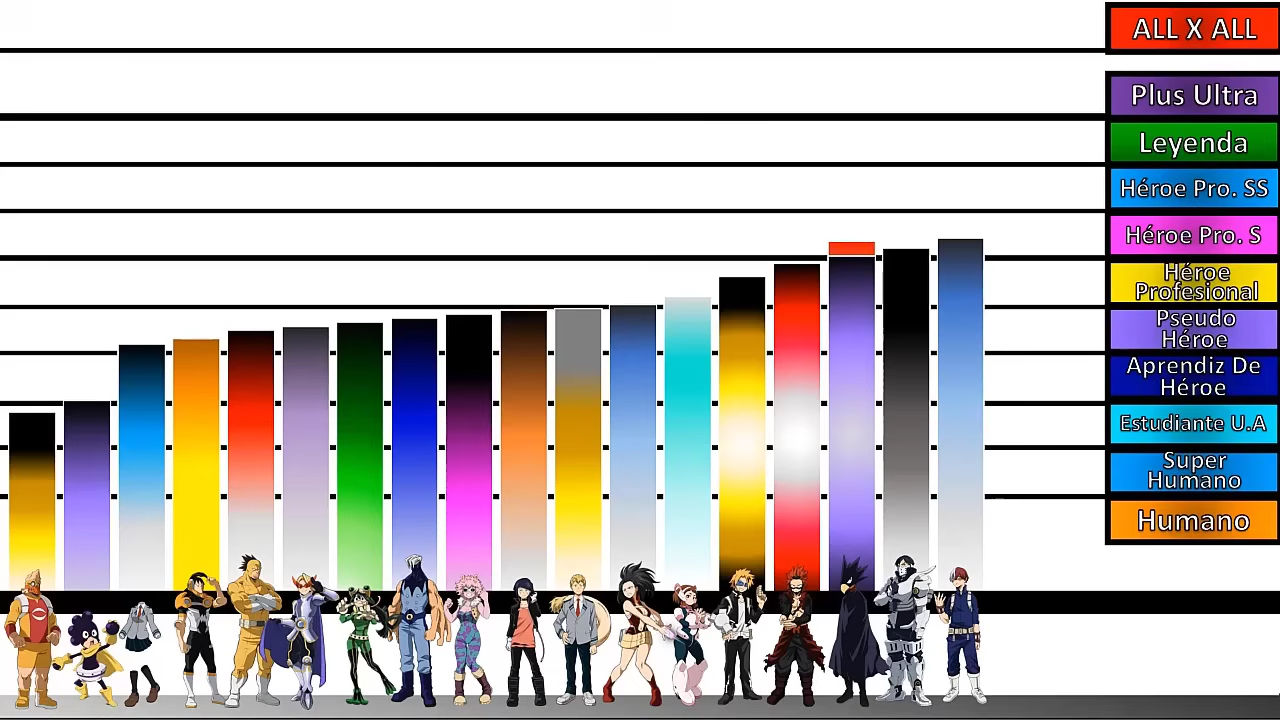 ALL X ALL
Plus Ultra
Leyenda
Héroe Pro. SS
Héroe Pro. S
Héroe
Profesional
Pseudo
Héroe
Aprendiz De
Héroe
Estudiante U.A
Super
Humano
Humano